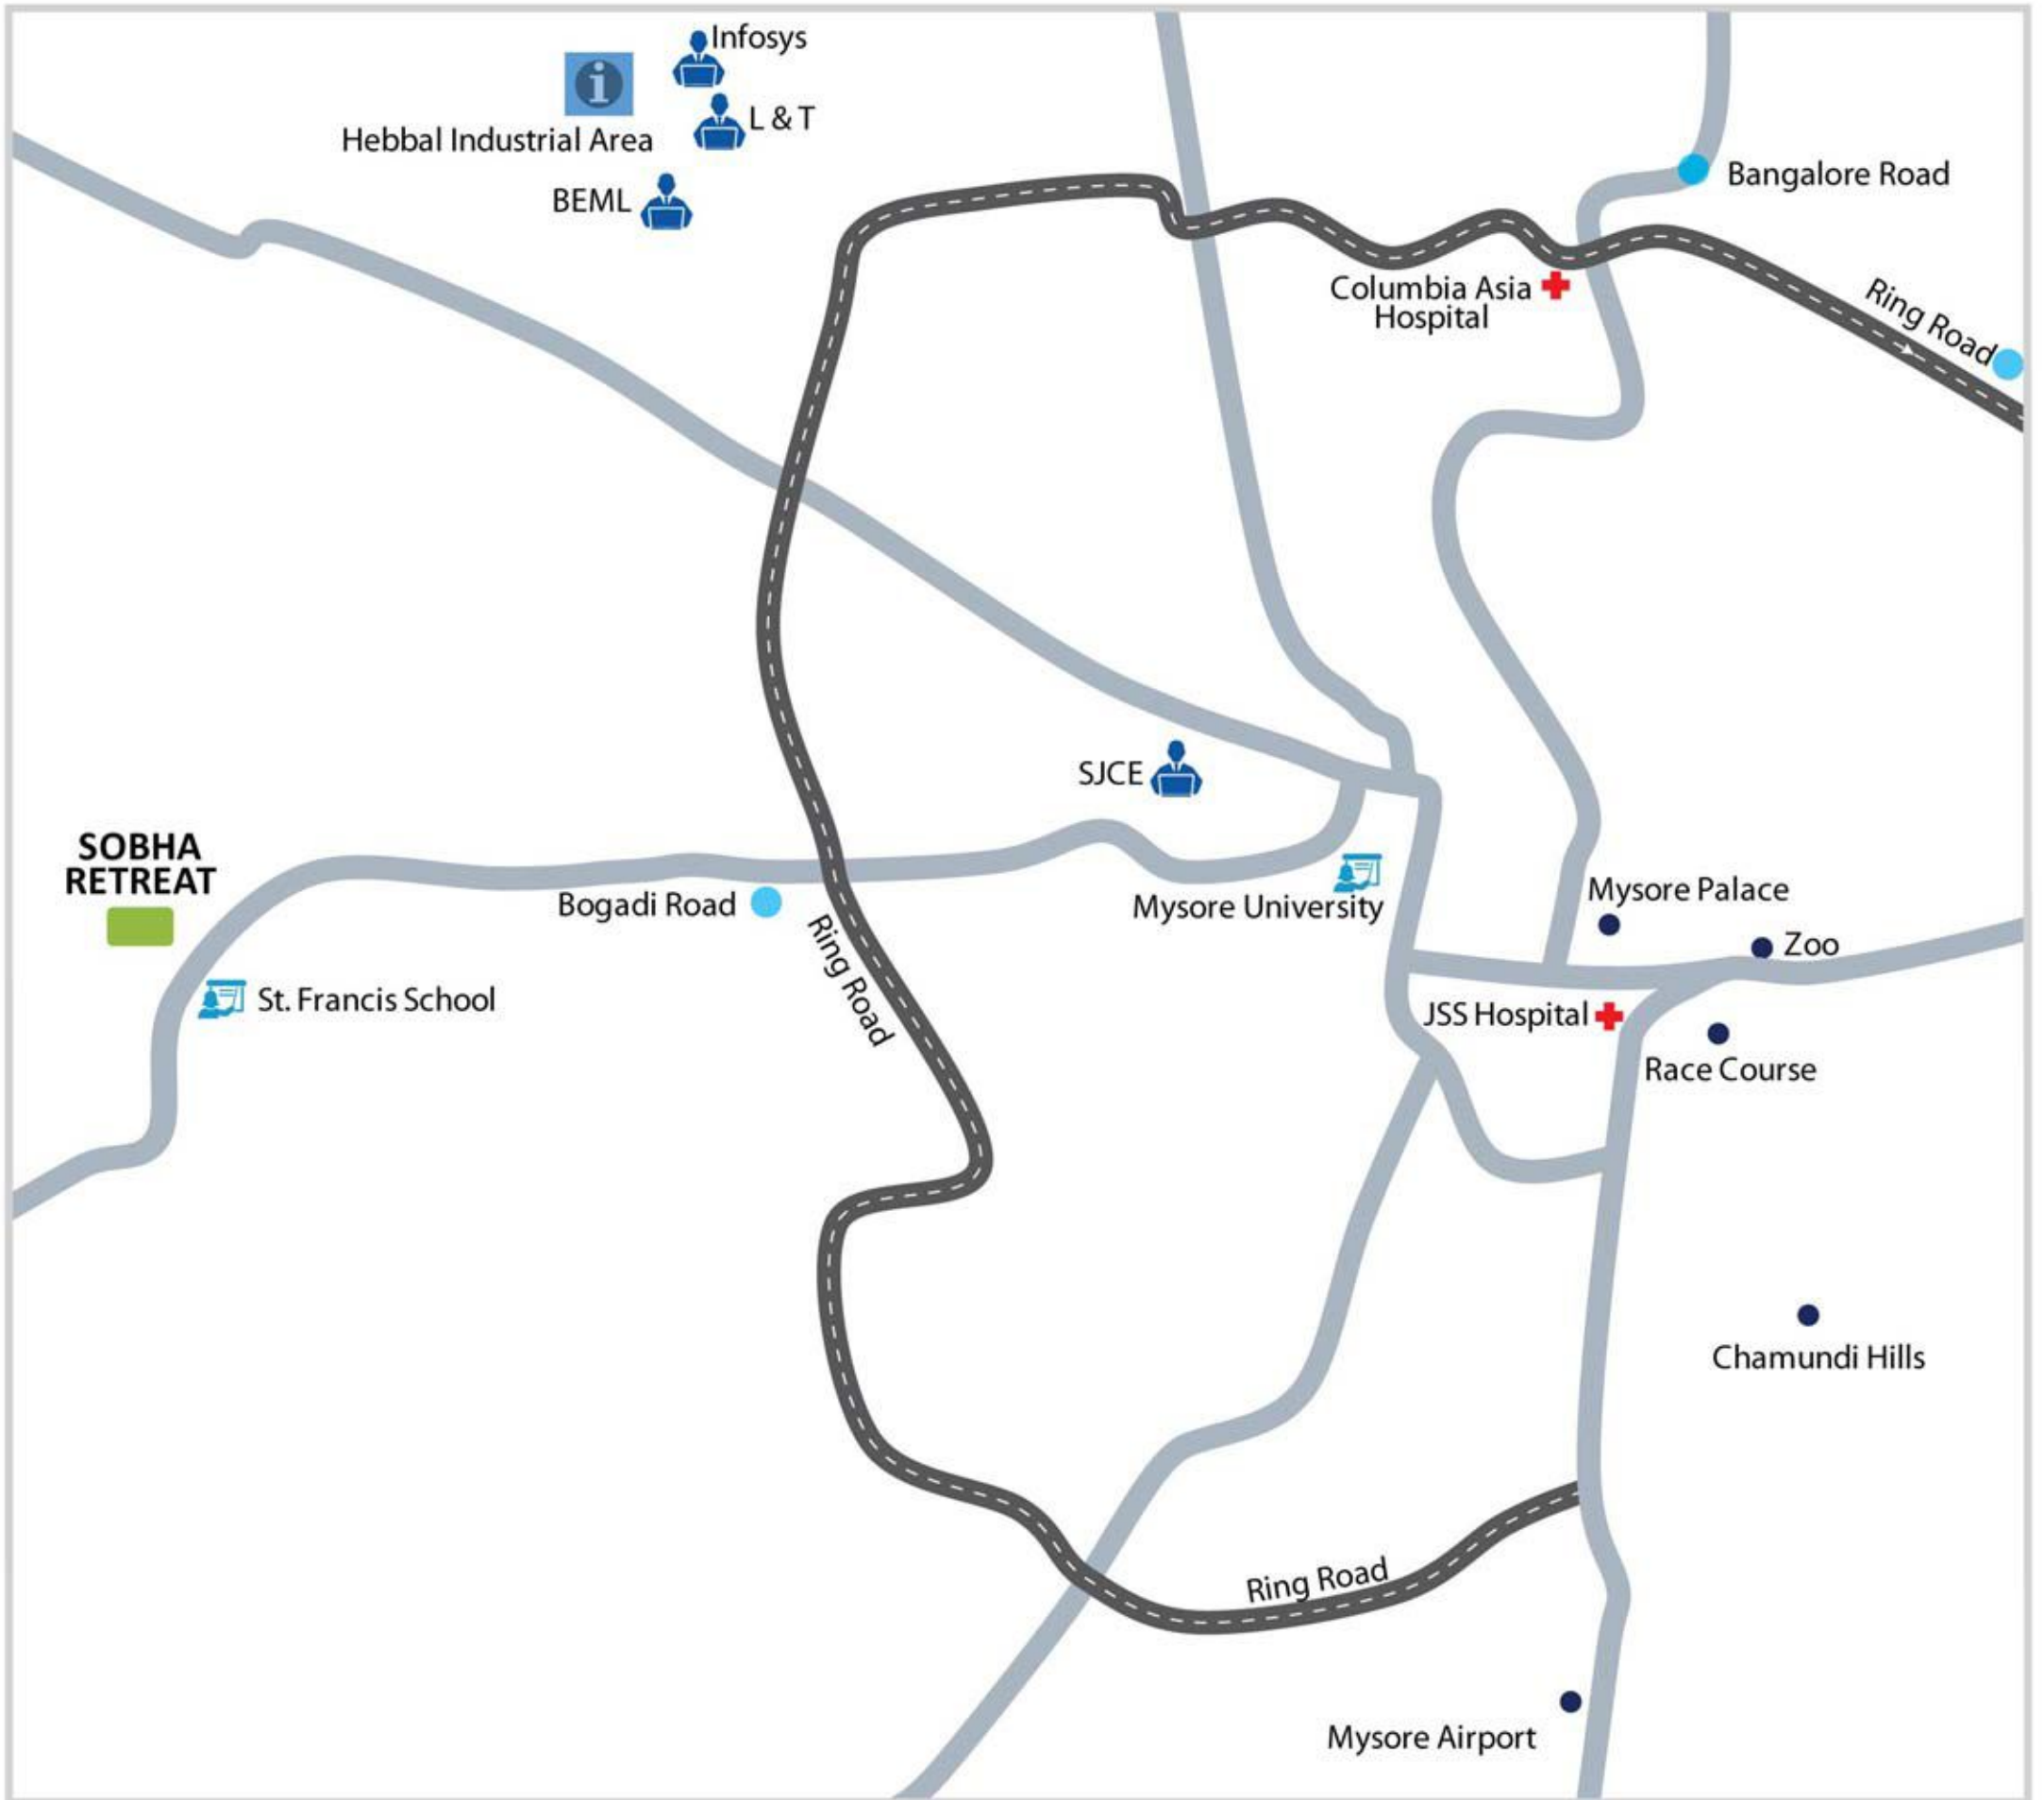 Infosys
L & T
Hebbal Industrial Area
BEML
Bangalore Road
Columbia Asia
Hospital
Ring Road
SJCE
SOBHA
RETREAT
Bogadi Road
Mysore University
Mysore Palace
Zoo
Ring Road
St. Francis School
JSS Hospital
Race Course
Chamundi Hills
Ring Road
Mysore Airport